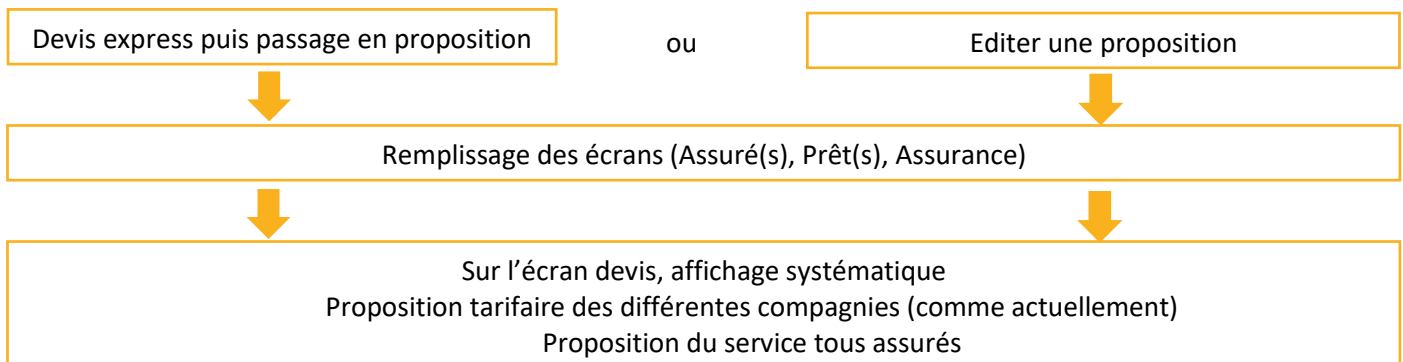 Devis express puis passage en proposition
ou
Editer une proposition
Remplissage des écrans (Assuré(s), Prêt(s), Assurance)
Sur l’écran devis, affichage systématique
Proposition tarifaire des différentes compagnies (comme actuellement)
Proposition du service tous assurés